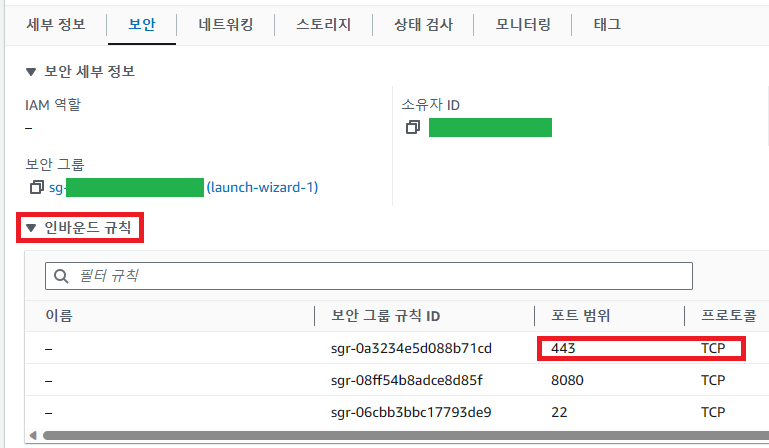 세부 정보 보안 네트워킹 스토리지 상태 검사 모니터링 태그
▼ 보안 세부 정보
IAM 역할 소유자 ID
–
보안 그룹
sg- (launch-wizard-1)
▼ 인바운드 규칙
필터 규칙
이름 보안 그룹 규칙 ID 포트 범위 프로토콜
– sgr-0a3234e5d088b71cd 443 TCP
– sgr-08ff54b8adce8d85f 8080 TCP
– sgr-06cbb3bbc17793de9 22 TCP